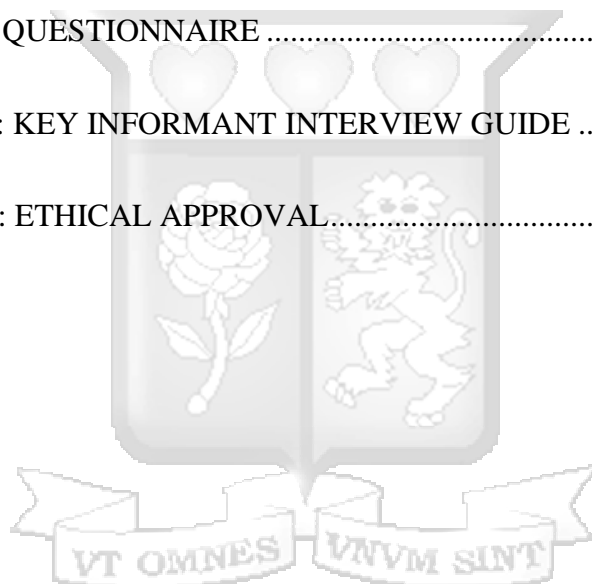 QUESTIONNAIRE .......................................
: KEY INFORMANT INTERVIEW GUIDE ..
: ETHICAL APPROVAL................................
VT OMNES VNVM SINT